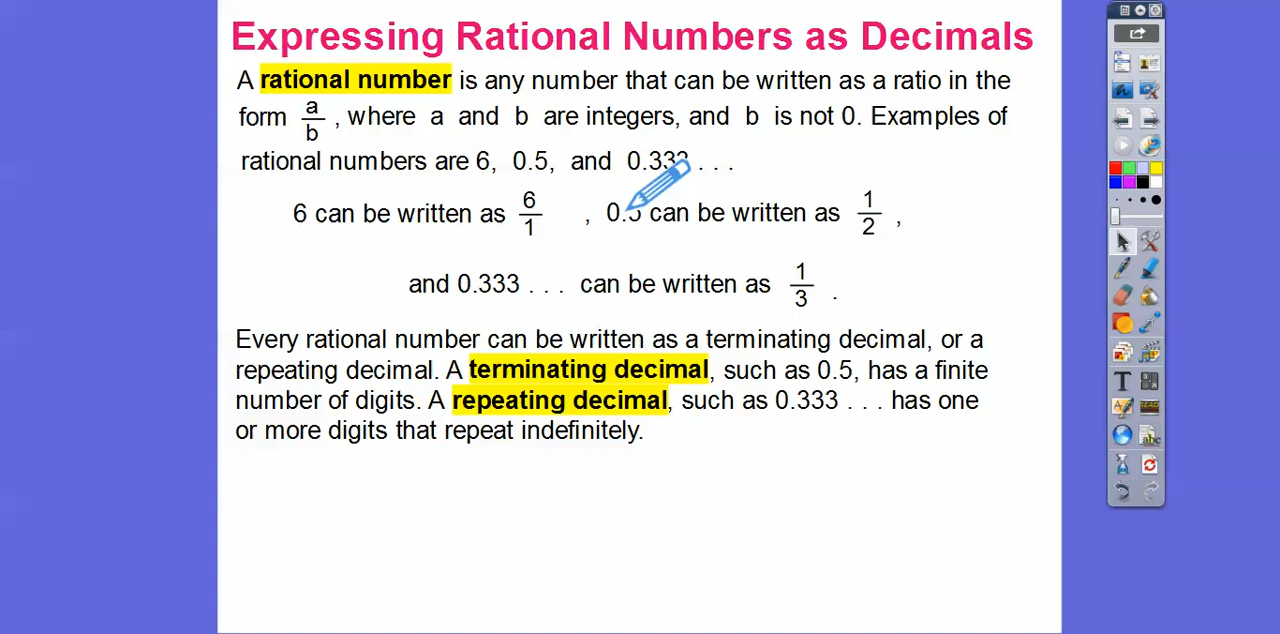 Expressing Rational Numbers as Decimals
A rational number is any number that can be written as a ratio in the
form a/b , where a and b are integers, and b is not 0. Examples of
rational numbers are 6, 0.5, and 0.333 . . .
6 can be written as 6/1 , 0.5 can be written as 1/2 ,
and 0.333 . . . can be written as 1/3 .
Every rational number can be written as a terminating decimal, or a
repeating decimal. A terminating decimal, such as 0.5, has a finite
number of digits. A repeating decimal, such as 0.333 . . . has one
or more digits that repeat indefinitely.